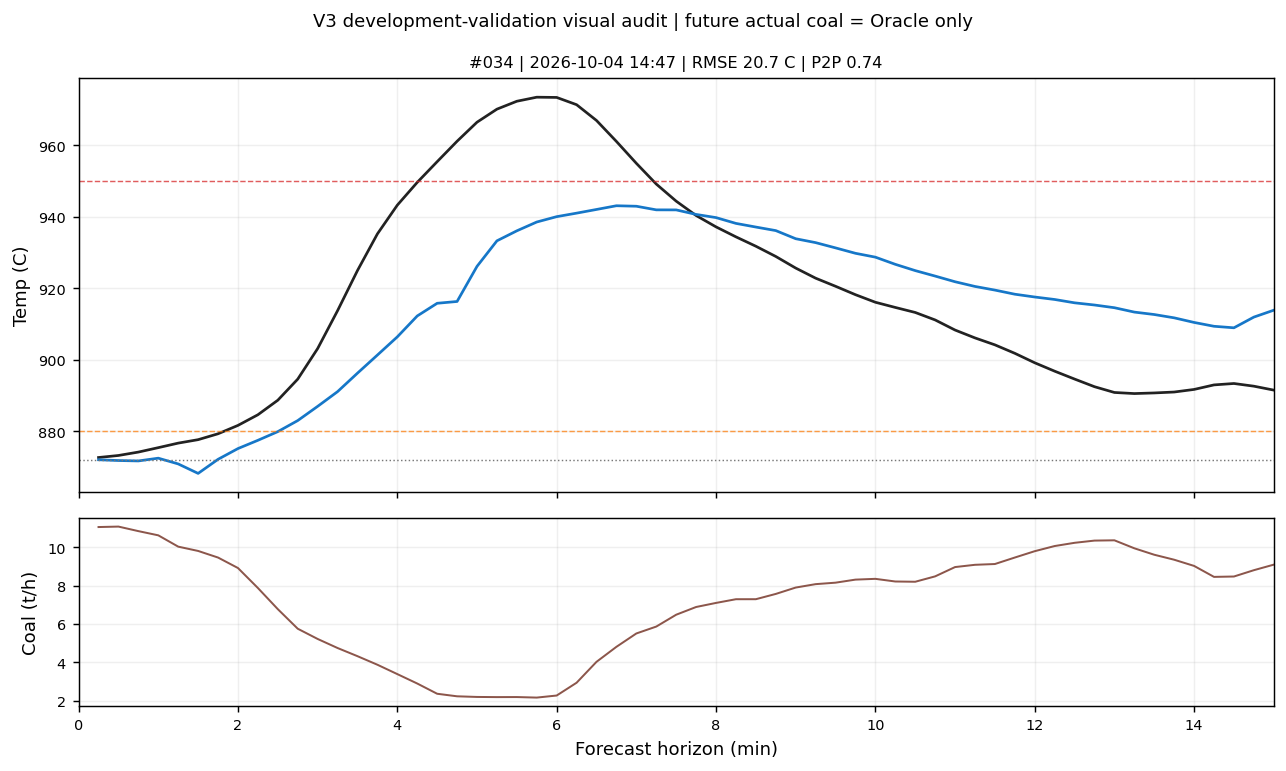 V3 development-validation visual audit | future actual coal = Oracle only
#034 | 2026-10-04 14:47 | RMSE 20.7 C | P2P 0.74
Temp (C)
960
940
920
900
880
Coal (t/h)
10
8
6
4
2
0 2 4 6 8 10 12 14
Forecast horizon (min)